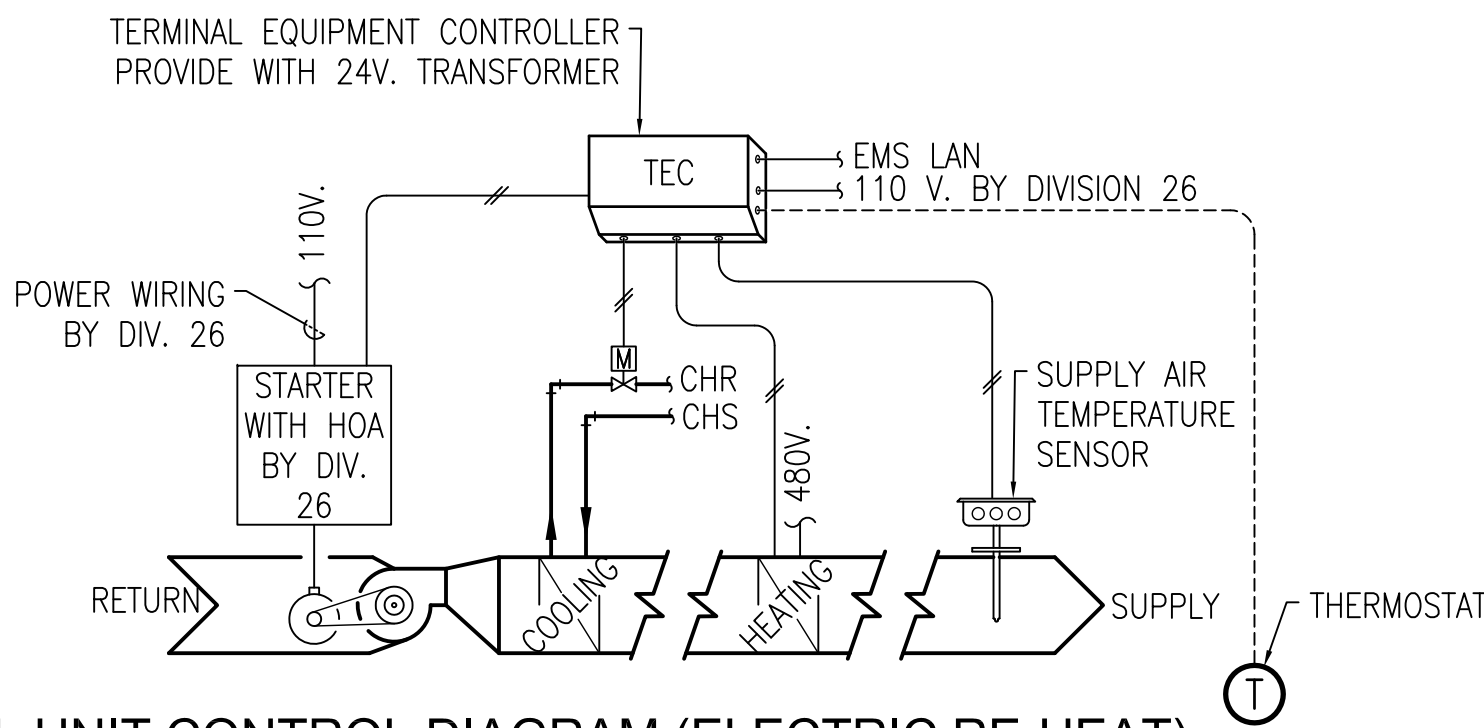 TERMINAL EQUIPMENT CONTROLLER
PROVIDE WITH 24V. TRANSFORMER
TEC
EMS LAN
110 V. BY DIVISION 26
110V.
POWER WIRING
BY DIV. 26
STARTER
WITH HOA
BY DIV.
26
M
CHR
CHS
480V.
SUPPLY AIR
TEMPERATURE
SENSOR
RETURN
COOLING
HEATING
SUPPLY
THERMOSTAT
T
UNIT CONTROL DIAGRAM (ELECTRIC RE-HEAT)